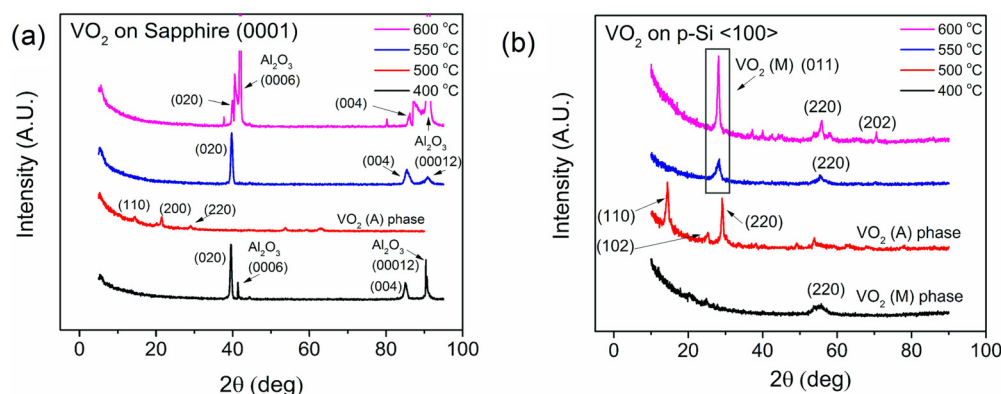 (a)
VO₂ on Sapphire (0001)
600 °C
550 °C
500 °C
400 °C
Al₂O₃
(0006)
(020)
(004)
Al₂O₃
(00012)
(020)
(004)
(110)
(200)
(220)
VO₂ (A) phase
(020)
Al₂O₃
(0006)
Al₂O₃
(00012)
(004)
Intensity (A.U.)
0
20
40
60
80
100
2θ (deg)
(b)
VO₂ on p-Si <100>
600 °C
550 °C
500 °C
400 °C
VO₂ (M) (011)
(220)
(202)
(220)
(110)
(102)
(220)
VO₂ (A) phase
(220)
VO₂ (M) phase
Intensity (A.U.)
0
20
40
60
80
100
2θ (deg)